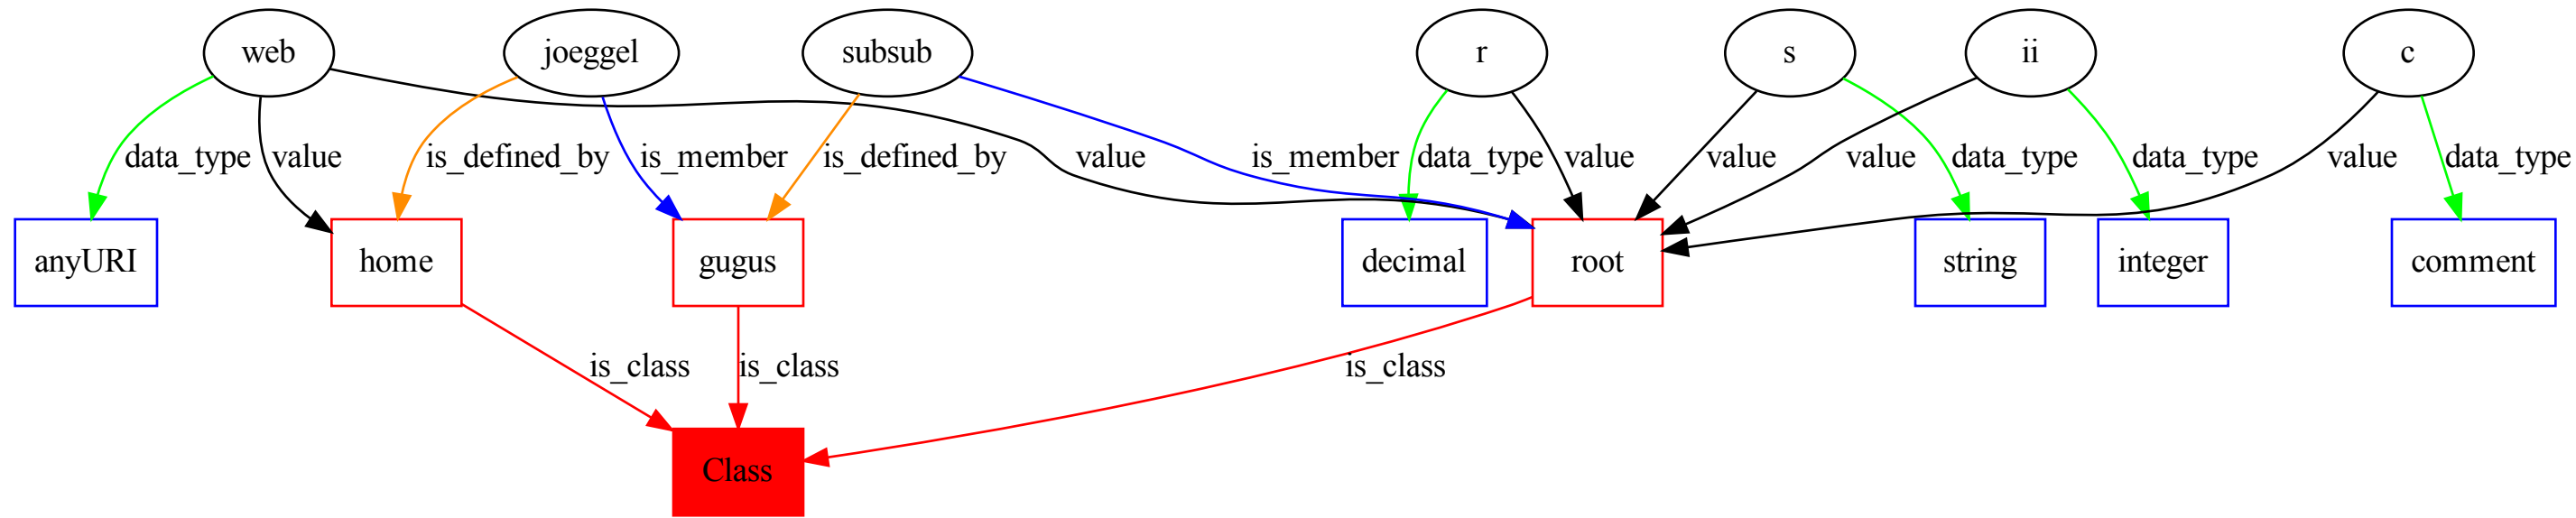 web
joeggel
subsub
r
s
ii
c
data_type
value
is_defined_by
is_member
is_defined_by
value
is_member
data_type
value
value
value
data_type
data_type
value
data_type
anyURI
home
gugus
decimal
root
string
integer
comment
is_class
is_class
is_class
Class